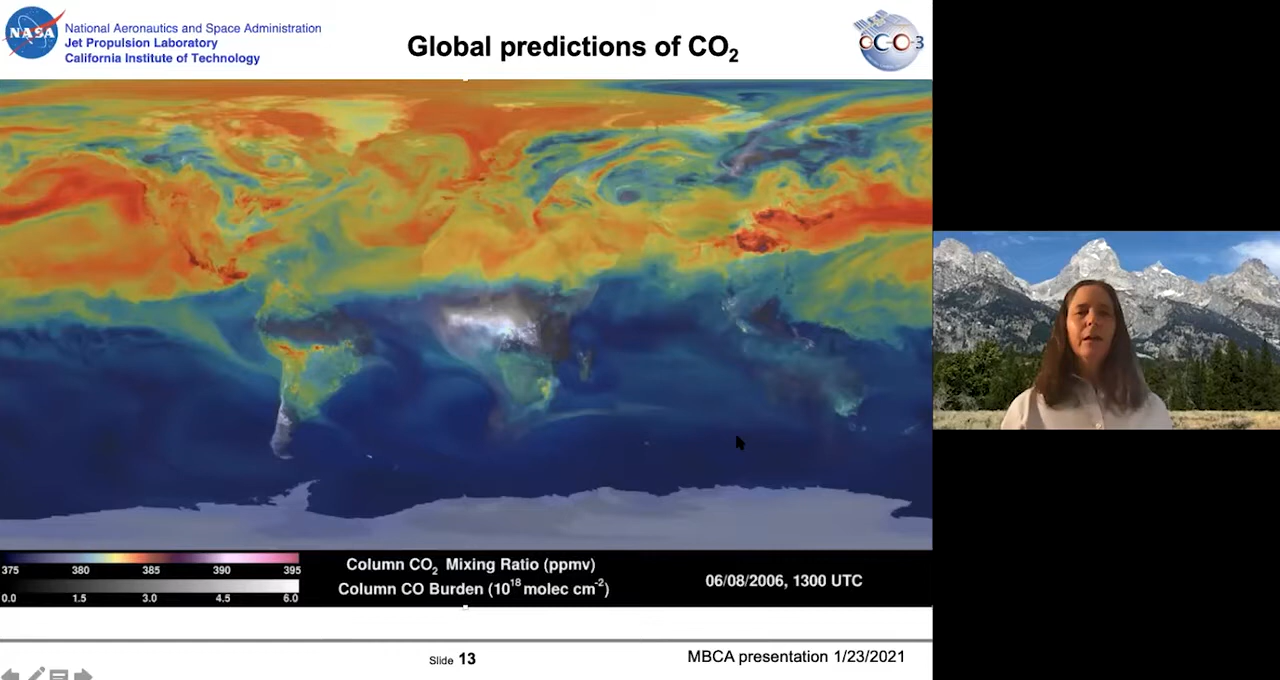 NASA
National Aeronautics and Space Administration
Jet Propulsion Laboratory
California Institute of Technology
Global predictions of CO₂
OCO-3
375 380 385 390 395
Column CO₂ Mixing Ratio (ppmv)
0.0 1.5 3.0 4.5 6.0
Column CO Burden (10¹⁸ molec cm⁻²)
06/08/2006, 1300 UTC
Slide 13
MBCA presentation 1/23/2021